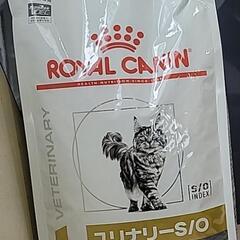 ROYAL CANIN
VETERINARY
S/O
INDEX
ユリナリーS/O